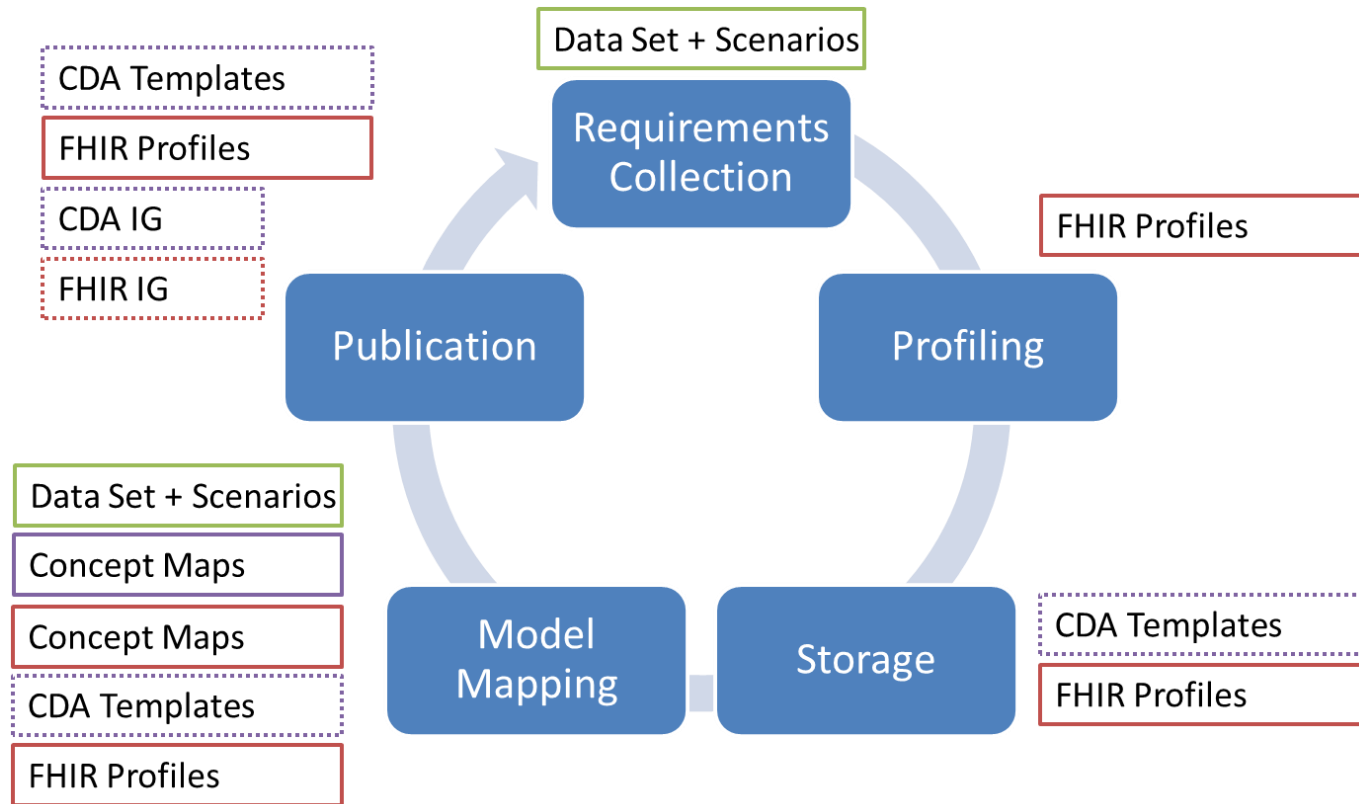 Data Set + Scenarios
CDA Templates
FHIR Profiles
CDA IG
FHIR IG
Requirements
Collection
FHIR Profiles
Publication
Profiling
Data Set + Scenarios
Concept Maps
Concept Maps
CDA Templates
FHIR Profiles
Model
Mapping
Storage
CDA Templates
FHIR Profiles